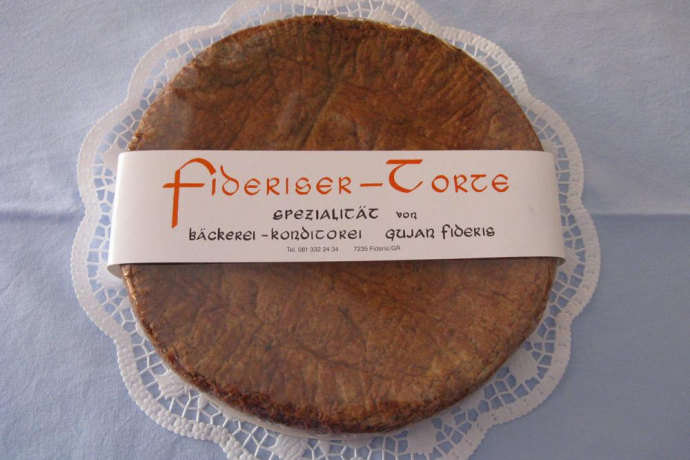 Fideriser-Torte
Spezialität von
Bäckerei-Konditorei Gujan Fideris
Tel. 081 332 24 34 7235 Fideris/GR